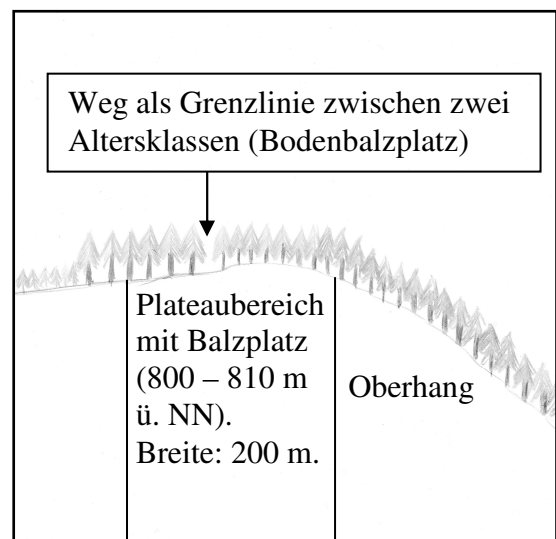 Weg als Grenzlinie zwischen zwei
Altersklassen (Bodenbalzplatz)
Plateaubereich
mit Balzplatz
(800 – 810 m
ü. NN).
Breite: 200 m.
Oberhang